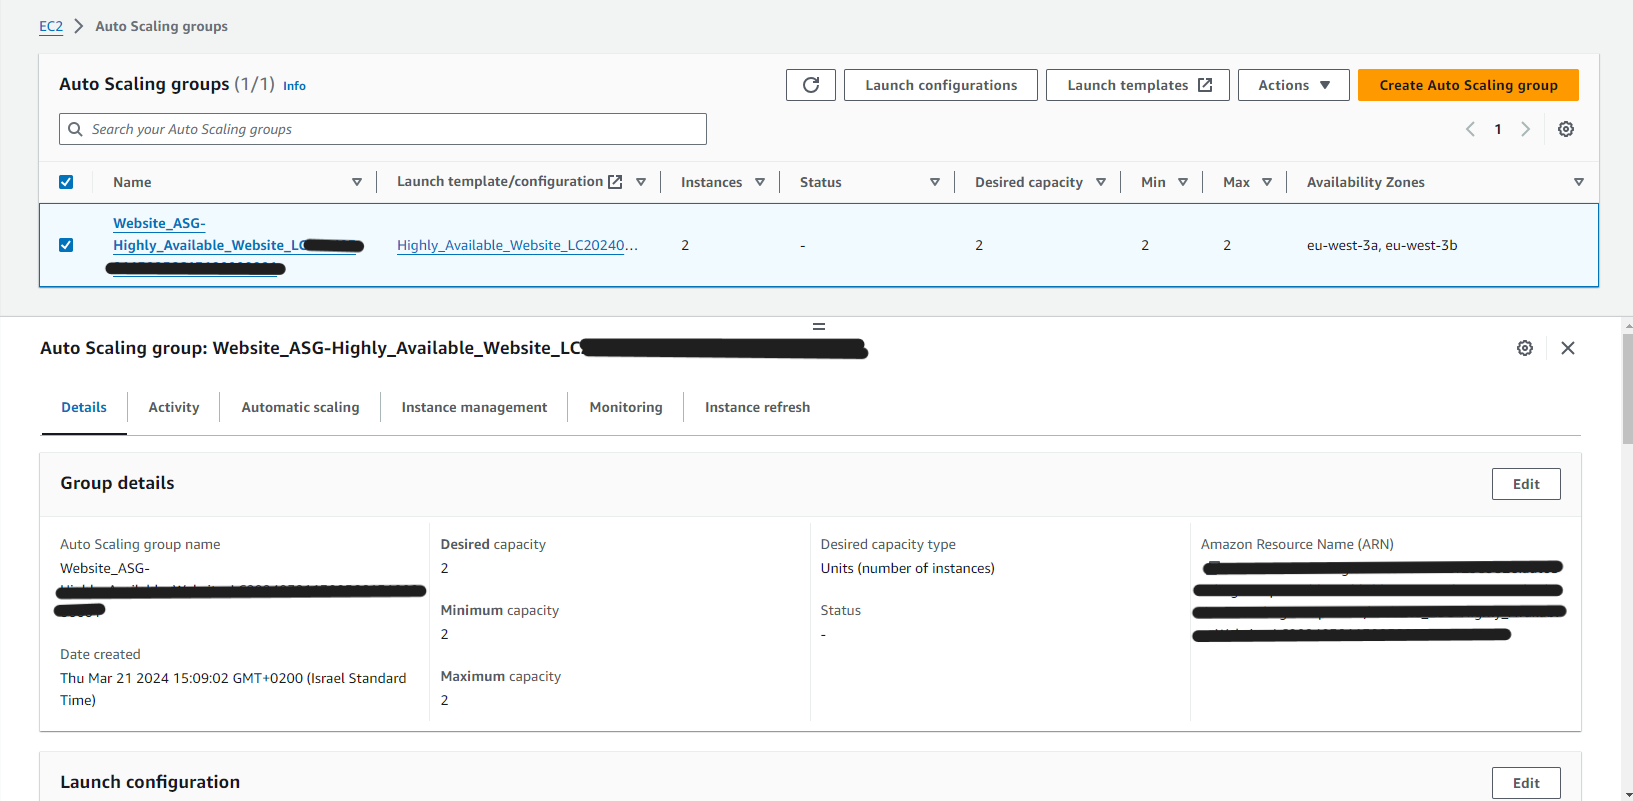 EC2 > Auto Scaling groups
Auto Scaling groups (1/1) Info
Launch configurations
Launch templates
Actions
Create Auto Scaling group
Search your Auto Scaling groups
1
Name Launch template/configuration Instances Status Desired capacity Min Max Availability Zones
Website_ASG-
Highly_Available_Website_LC
Highly_Available_Website_LC20240... 2 - 2 2 2 eu-west-3a, eu-west-3b
Auto Scaling group: Website_ASG-Highly_Available_Website_LC
Details Activity Automatic scaling Instance management Monitoring Instance refresh
Group details
Edit
Auto Scaling group name
Website_ASG-
Date created
Thu Mar 21 2024 15:09:02 GMT+0200 (Israel Standard
Time)
Desired capacity
2
Minimum capacity
2
Maximum capacity
2
Desired capacity type
Units (number of instances)
Status
-
Amazon Resource Name (ARN)
Launch configuration
Edit